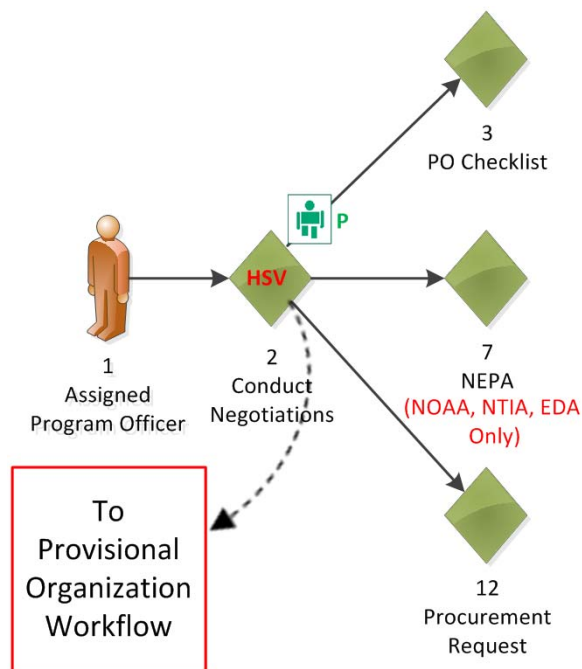 3
PO Checklist
P
HSV
1
Assigned
Program Officer
2
Conduct
Negotiations
7
NEPA
(NOAA, NTIA, EDA
Only)
To
Provisional
Organization
Workflow
12
Procurement
Request